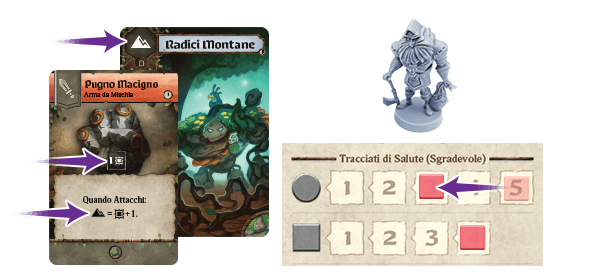 Radici Montane
Pugno Macigno
Arma da Mischia
1
Quando Attacchi:
= +1.
Tracciati di Salute (Sgradevole)
1 2 4 5
1 2 3